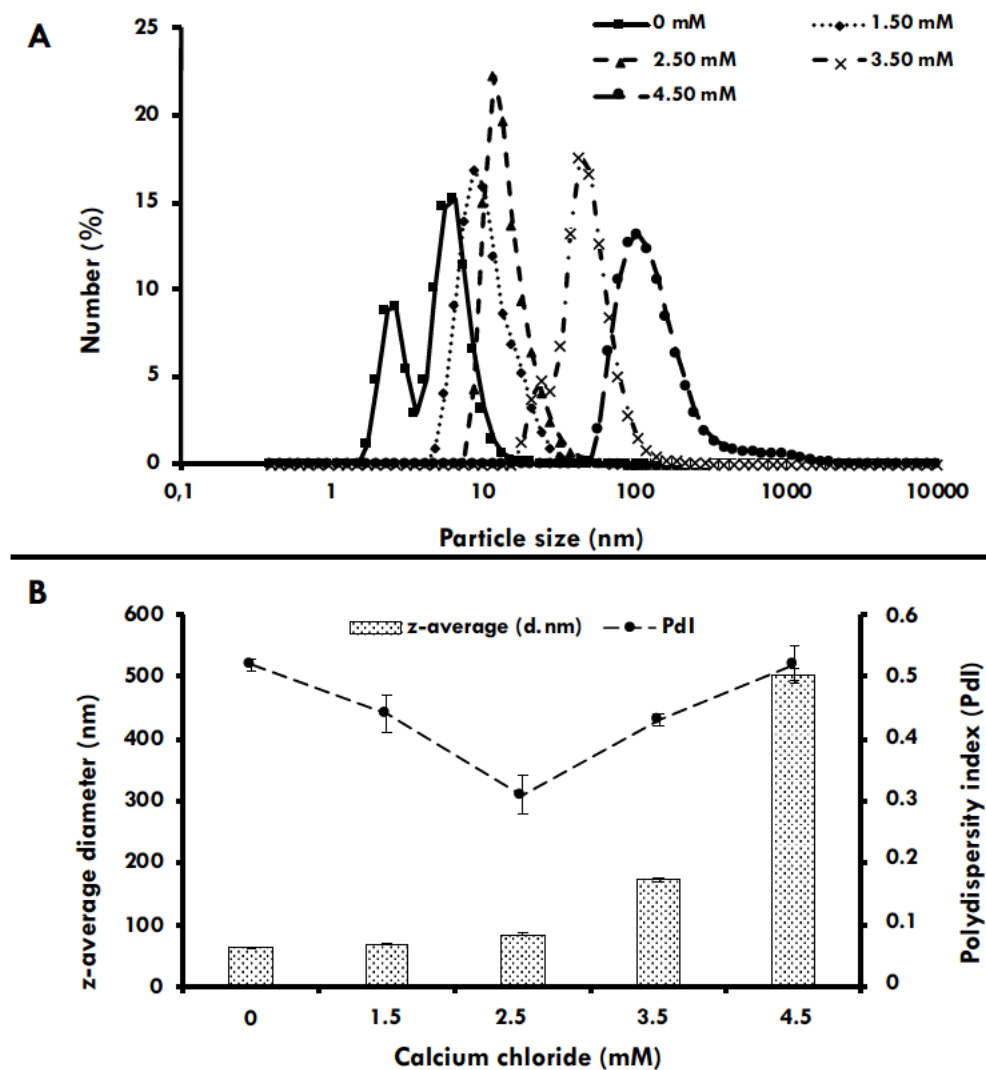 A
25
20
15
10
5
0
Number (%)
0 mM
1.50 mM
2.50 mM
3.50 mM
4.50 mM
0,1 1 10 100 1000 10000
Particle size (nm)
B
600
500
400
300
200
100
0
z-average diameter (nm)
z-average (d.nm) PdI
0.6
0.5
0.4
0.3
0.2
0.1
0
Polydispersity index (PdI)
0 1.5 2.5 3.5 4.5
Calcium chloride (mM)